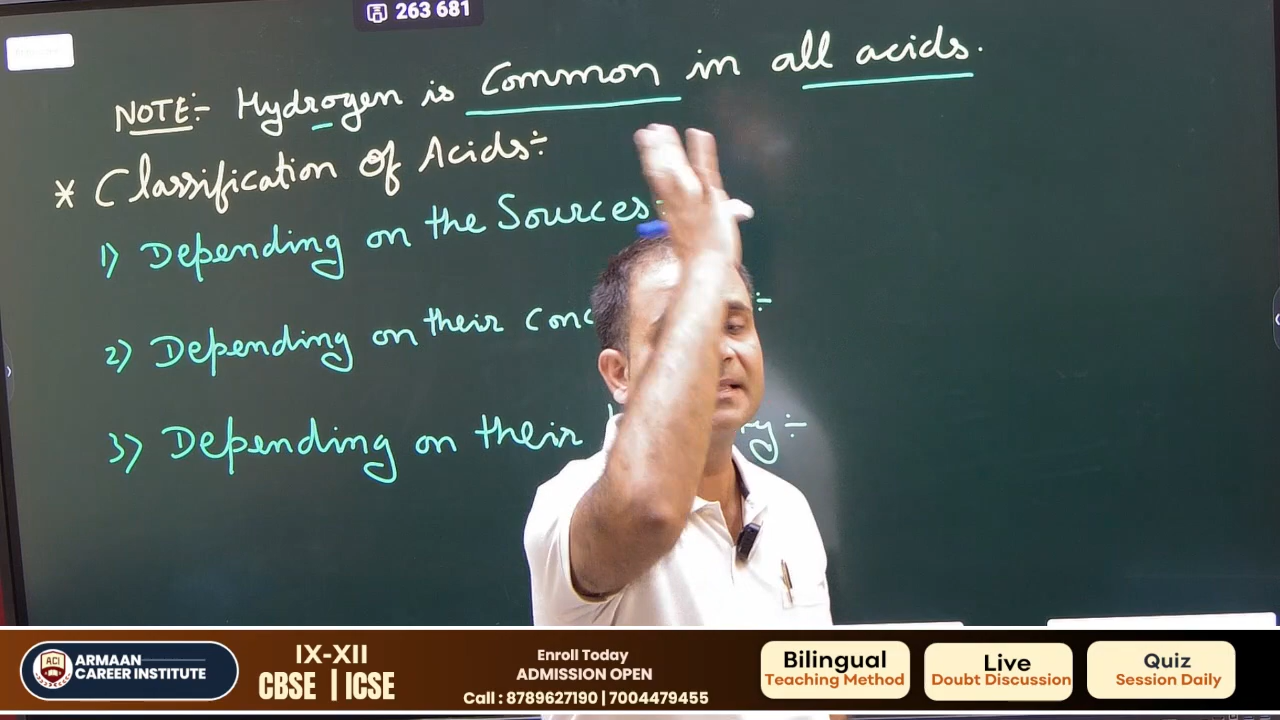 263 681
NOTE:- Hydrogen is Common in all acids.
* Classification of Acids:-
1) Depending on the Sources:
2) Depending on their conc :-
3) Depending on their :-
ACI ARMAAN CAREER INSTITUTE
IX-XII
CBSE | ICSE
Enroll Today
ADMISSION OPEN
Call : 8789627190 | 7004479455
Bilingual
Teaching Method
Live
Doubt Discussion
Quiz
Session Daily